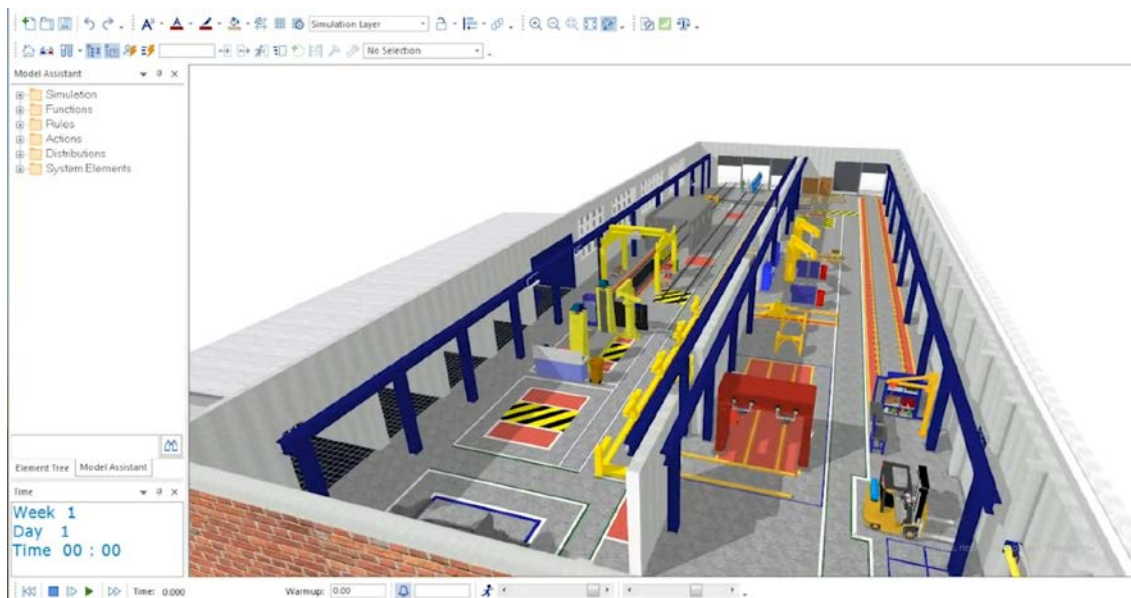 Simulation Layer
No Selection
Model Assistant
Simulation
Functions
Rules
Actions
Distributions
System Elements
Element Tree
Model Assistant
Time
Week 1
Day 1
Time 00 : 00
Time: 0.000
Warmup: 0.00